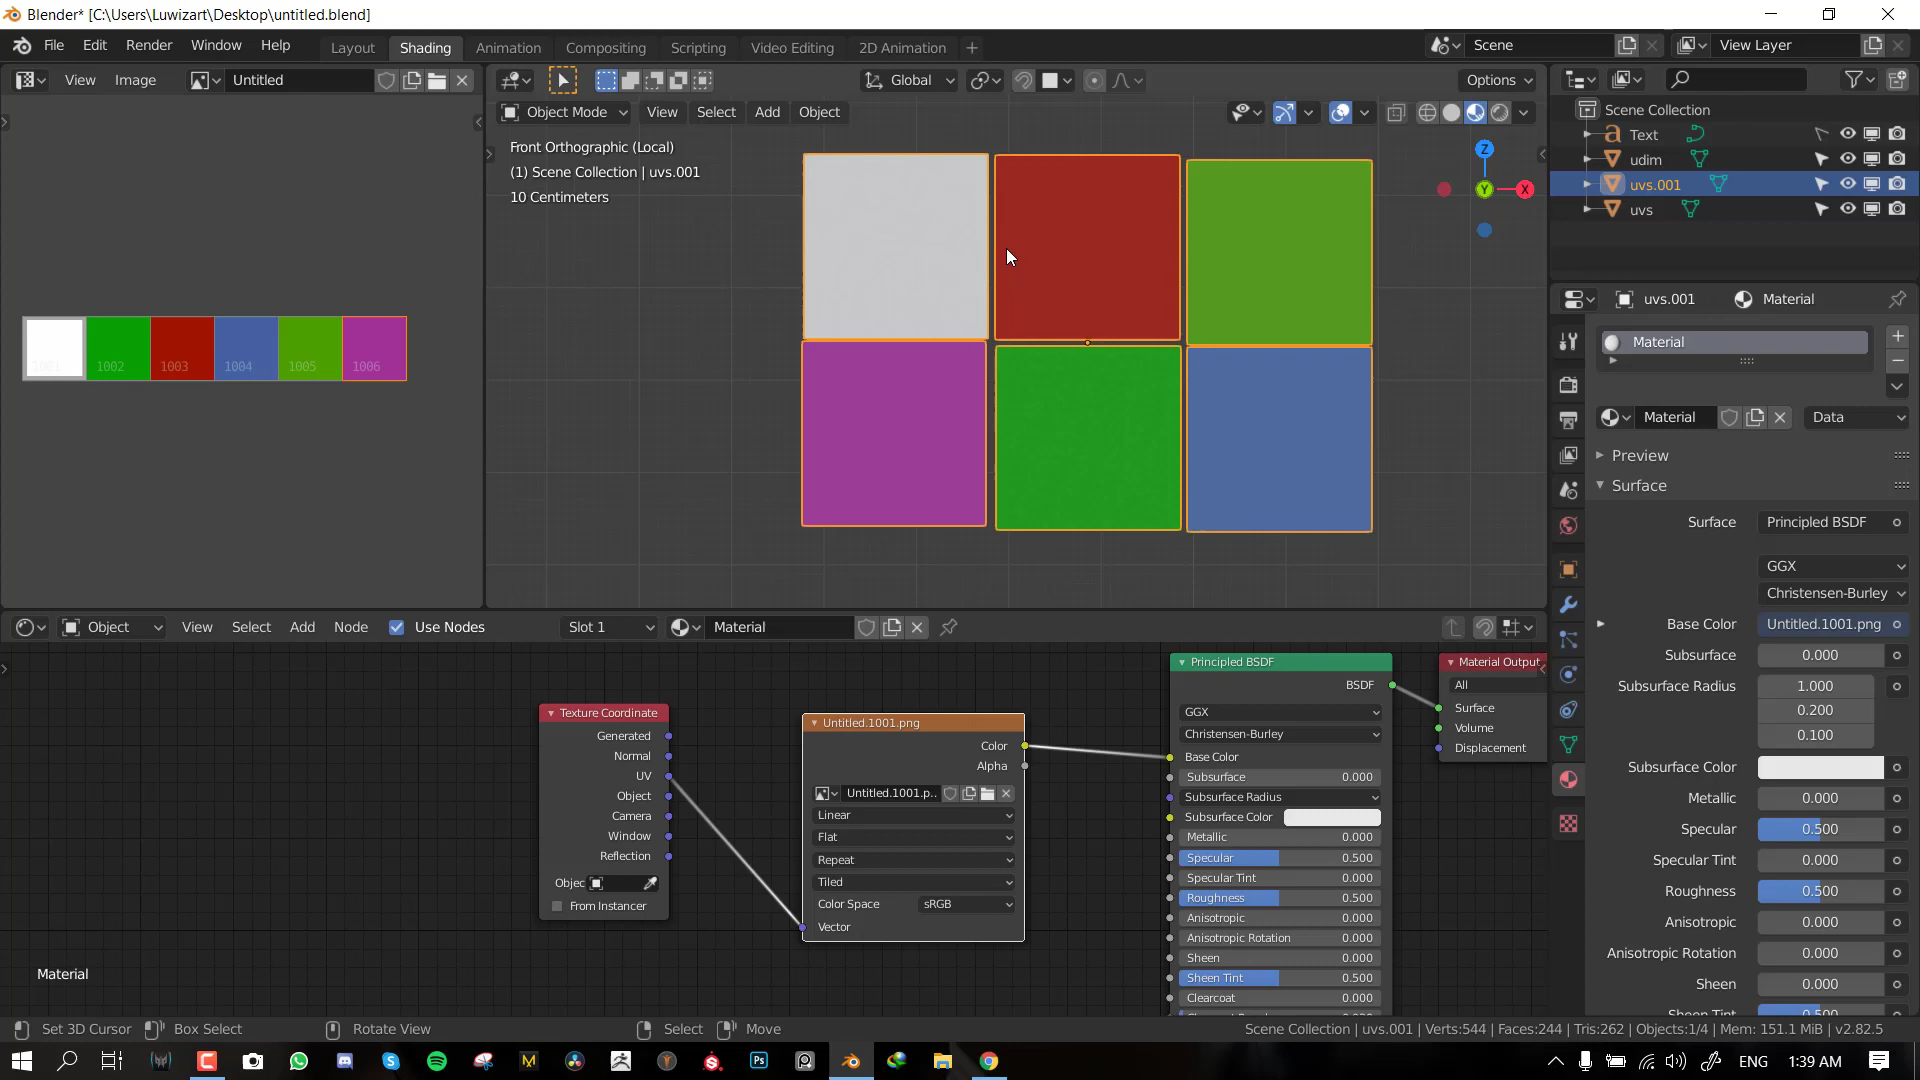 Blender* [C:\Users\Luwizart\Desktop\untitled.blend]
File Edit Render Window Help
Layout Shading Animation Compositing Scripting Video Editing 2D Animation +
Scene
View Layer
View Image Untitled
Global
Options
Object Mode View Select Add Object
Front Orthographic (Local)
(1) Scene Collection | uvs.001
10 Centimeters
Z
Y
X
1001 1002 1003 1004 1005 1006
Scene Collection
Text
udim
uvs.001
uvs
uvs.001 Material
Material
Material Data
Preview
Surface
Surface Principled BSDF
GGX
Christensen-Burley
Base Color Untitled.1001.png
Subsurface 0.000
Subsurface Radius 1.000
0.200
0.100
Subsurface Color
Metallic 0.000
Specular 0.500
Specular Tint 0.000
Roughness 0.500
Anisotropic 0.000
Anisotropic Rotation 0.000
Sheen 0.000
Sheen Tint 0.500
Object View Select Add Node Use Nodes Slot 1 Material
Texture Coordinate
Generated
Normal
UV
Object
Camera
Window
Reflection
Objec
From Instancer
Untitled.1001.png
Color
Alpha
Untitled.1001.p..
Linear
Flat
Repeat
Tiled
Color Space sRGB
Vector
Principled BSDF
BSDF
GGX
Christensen-Burley
Base Color
Subsurface 0.000
Subsurface Radius
Subsurface Color
Metallic 0.000
Specular 0.500
Specular Tint 0.000
Roughness 0.500
Anisotropic 0.000
Anisotropic Rotation 0.000
Sheen 0.000
Sheen Tint 0.500
Clearcoat 0.000
Material Output
All
Surface
Volume
Displacement
Material
Set 3D Cursor Box Select Rotate View Select Move
Scene Collection | uvs.001 | Verts:544 | Faces:244 | Tris:262 | Objects:1/4 | Mem: 151.1 MiB | v2.82.5
ENG 1:39 AM